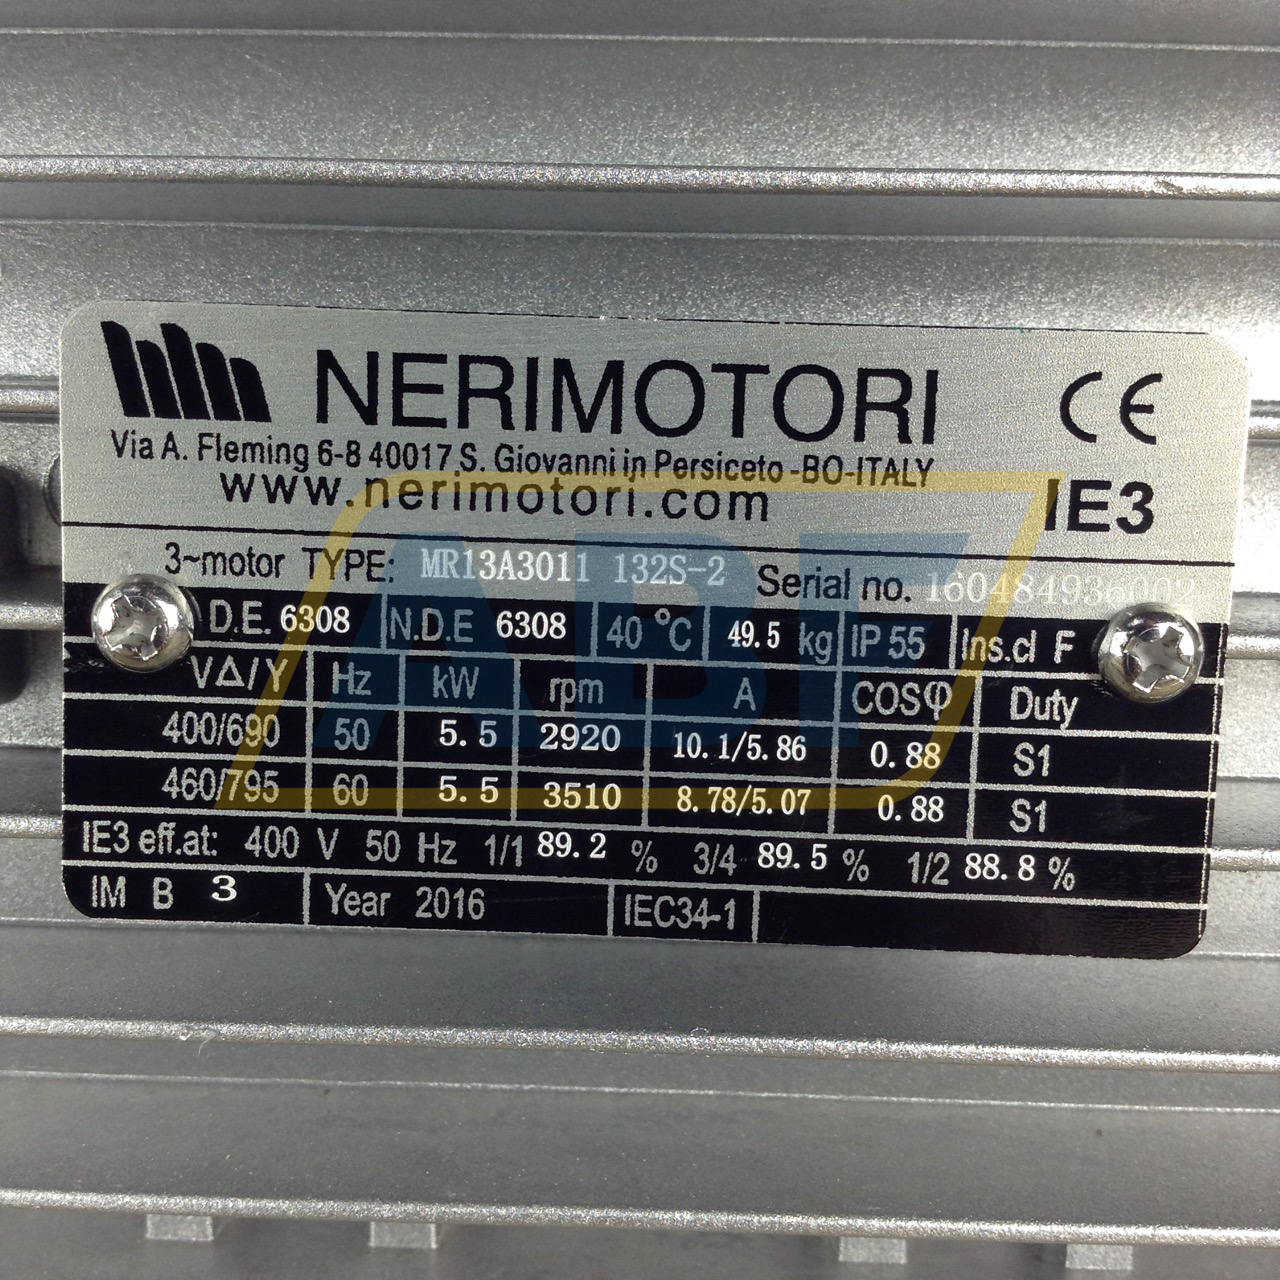 NERIMOTORI CE
Via A. Fleming 6-8 40017 S. Giovanni in Persiceto -BO-ITALY
www.nerimotori.com IE3
3~motor TYPE: MR13A3011 132S-2 Serial no. 160484936002
D.E. 6308 N.D.E 6308 40 °C 49.5 kg IP 55 Ins.cl F
VΔ/Y Hz kW rpm A COSφ Duty
400/690 50 5.5 2920 10.1/5.86 0.88 S1
460/795 60 5.5 3510 8.78/5.07 0.88 S1
IE3 eff.at: 400 V 50 Hz 1/1 89.2 % 3/4 89.5 % 1/2 88.8 %
IM B 3 Year 2016 IEC34-1
ABF